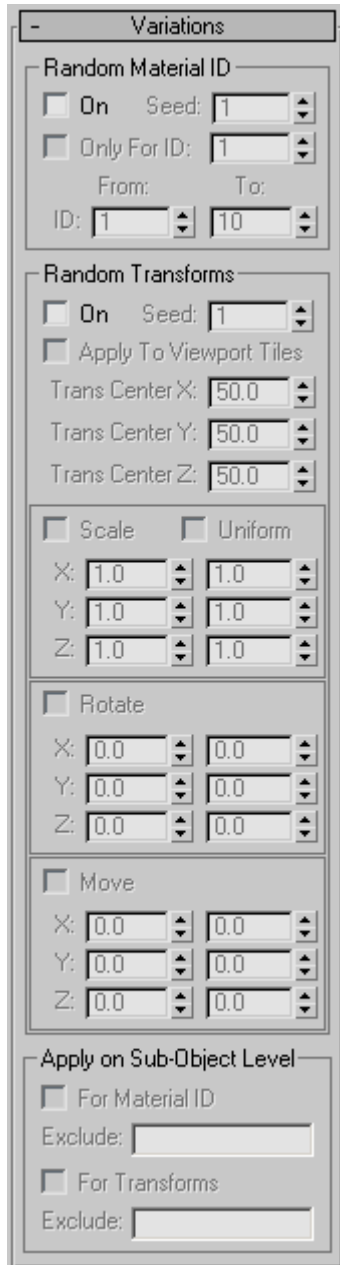 - Variations
Random Material ID
On Seed: 1
Only For ID: 1
From: To:
ID: 1 10
Random Transforms
On Seed: 1
Apply To Viewport Tiles
Trans Center X: 50.0
Trans Center Y: 50.0
Trans Center Z: 50.0
Scale Uniform
X: 1.0 1.0
Y: 1.0 1.0
Z: 1.0 1.0
Rotate
X: 0.0 0.0
Y: 0.0 0.0
Z: 0.0 0.0
Move
X: 0.0 0.0
Y: 0.0 0.0
Z: 0.0 0.0
Apply on Sub-Object Level
For Material ID
Exclude:
For Transforms
Exclude: